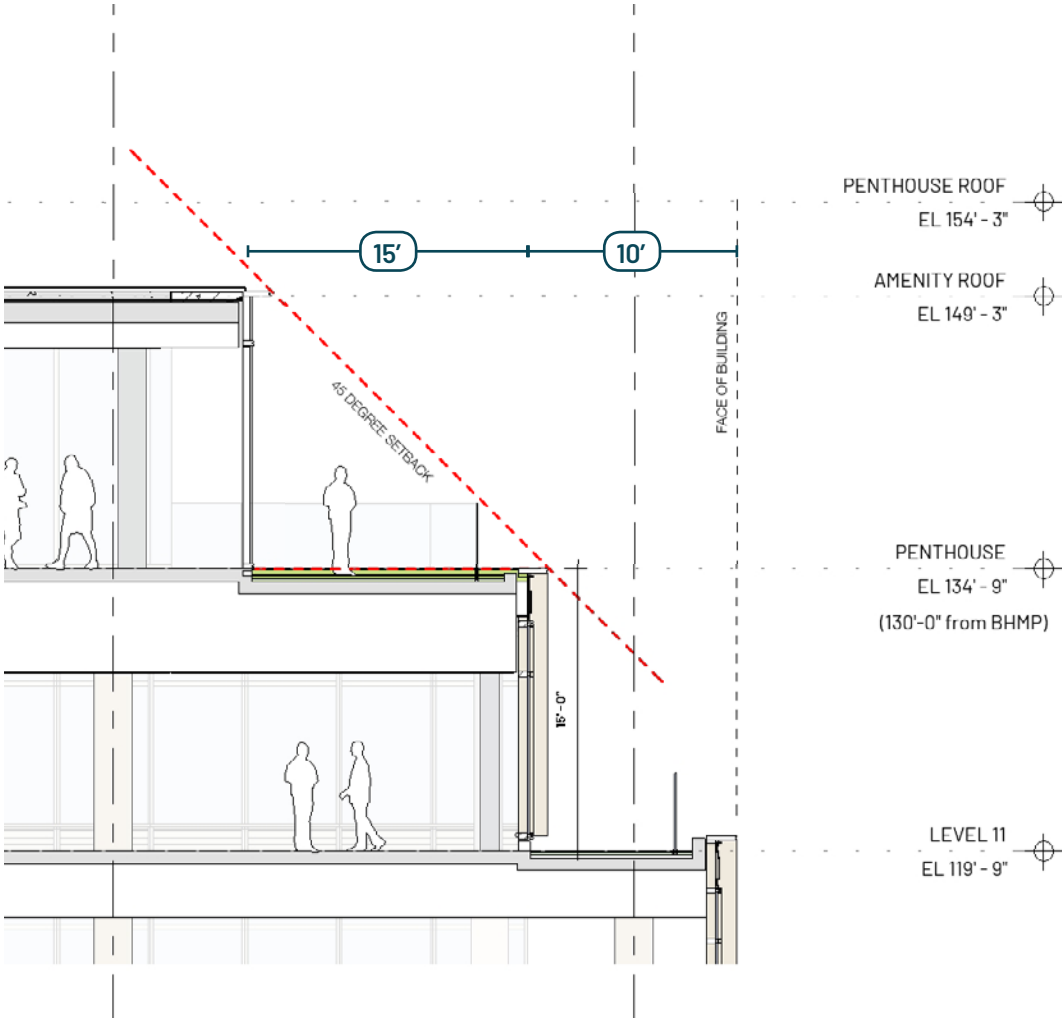 PENTHOUSE ROOF
EL 154' - 3"
15'
10'
AMENITY ROOF
EL 149' - 3"
FACE OF BUILDING
45 DEGREE SETBACK
PENTHOUSE
EL 134' - 9"
(130'-0" from BHMP)
15' - 0"
LEVEL 11
EL 119' - 9"